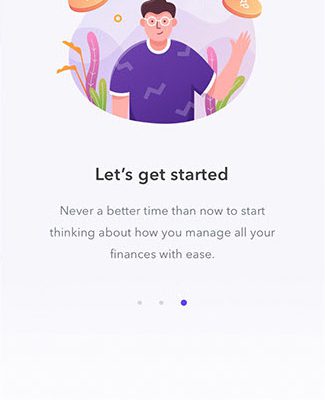 Let's get started
Never a better time than now to start
thinking about how you manage all your
finances with ease.